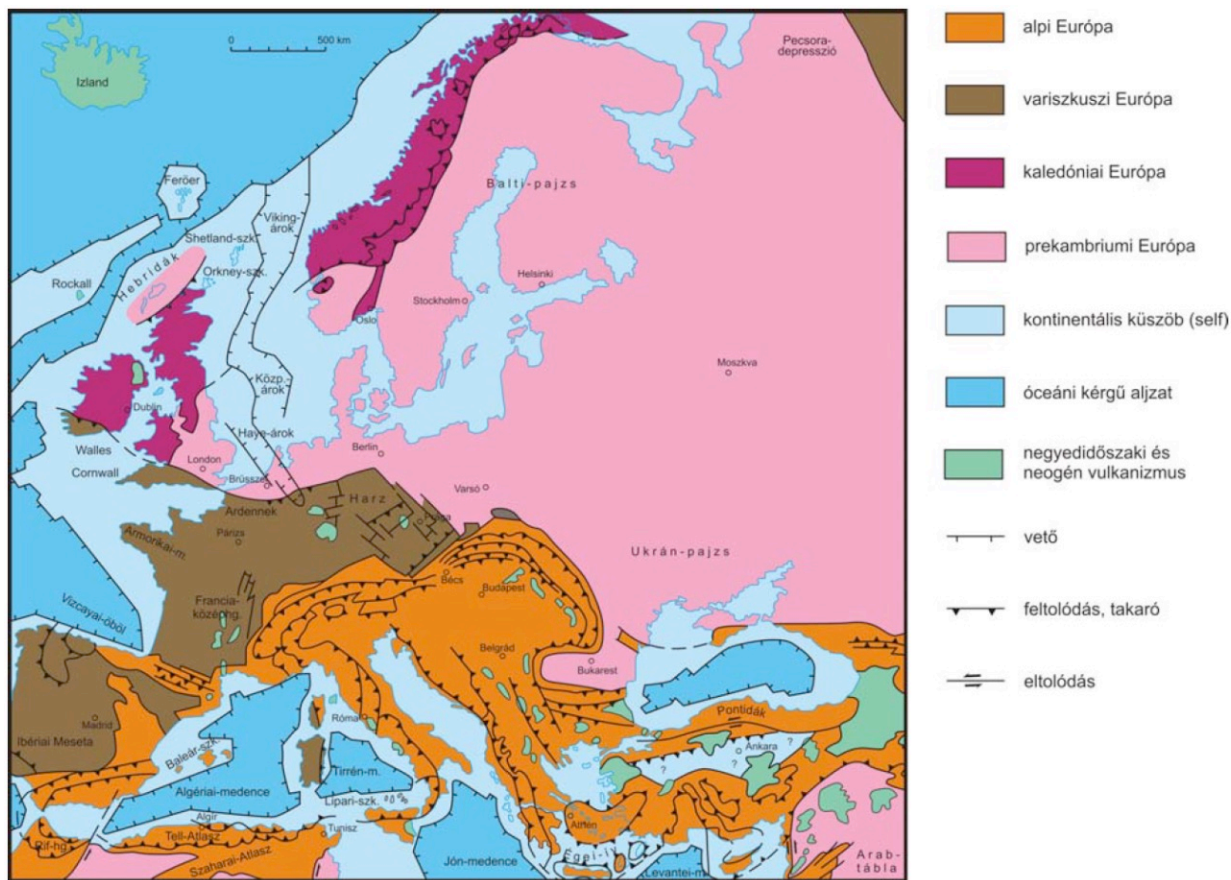 0 500 km
Izland
Pecsora-
depresszió
Feröer
Balti-pajzs
Viking-
árok
Shetland-szk.
Orkney-szk.
Hebridák
Rockall
Helsinki
Stockholm
Oslo
Moszkva
Közp.-
árok
Dublin
Haye-árok
Walles
London
Berlin
Cornwall
Brüsszel
Varsó
Harz
Ardennek
Prága
Armorikai-m.
Párizs
Ukrán-pajzs
Bécs
Budapest
Vizcayai-öböl
Francia-
középhg.
Belgrád
Bukarest
Madrid
Ibériai Meseta
Róma
Pontidák
Baleár-szk.
Ankara
?
?
?
Tirrén-m.
Algériai-medence
Lipari-szk.
Algír
Tunisz
Athén
Rif-hg.
Tell-Atlasz
Szaharai-Atlasz
Jón-medence
Égei-ív
Levantei-m.
Arab-
tábla
alpi Európa
variszkuszi Európa
kaledóniai Európa
prekambriumi Európa
kontinentális küszöb (self)
óceáni kérgű aljzat
negyedidőszaki és
neogén vulkanizmus
vető
feltolódás, takaró
eltolódás